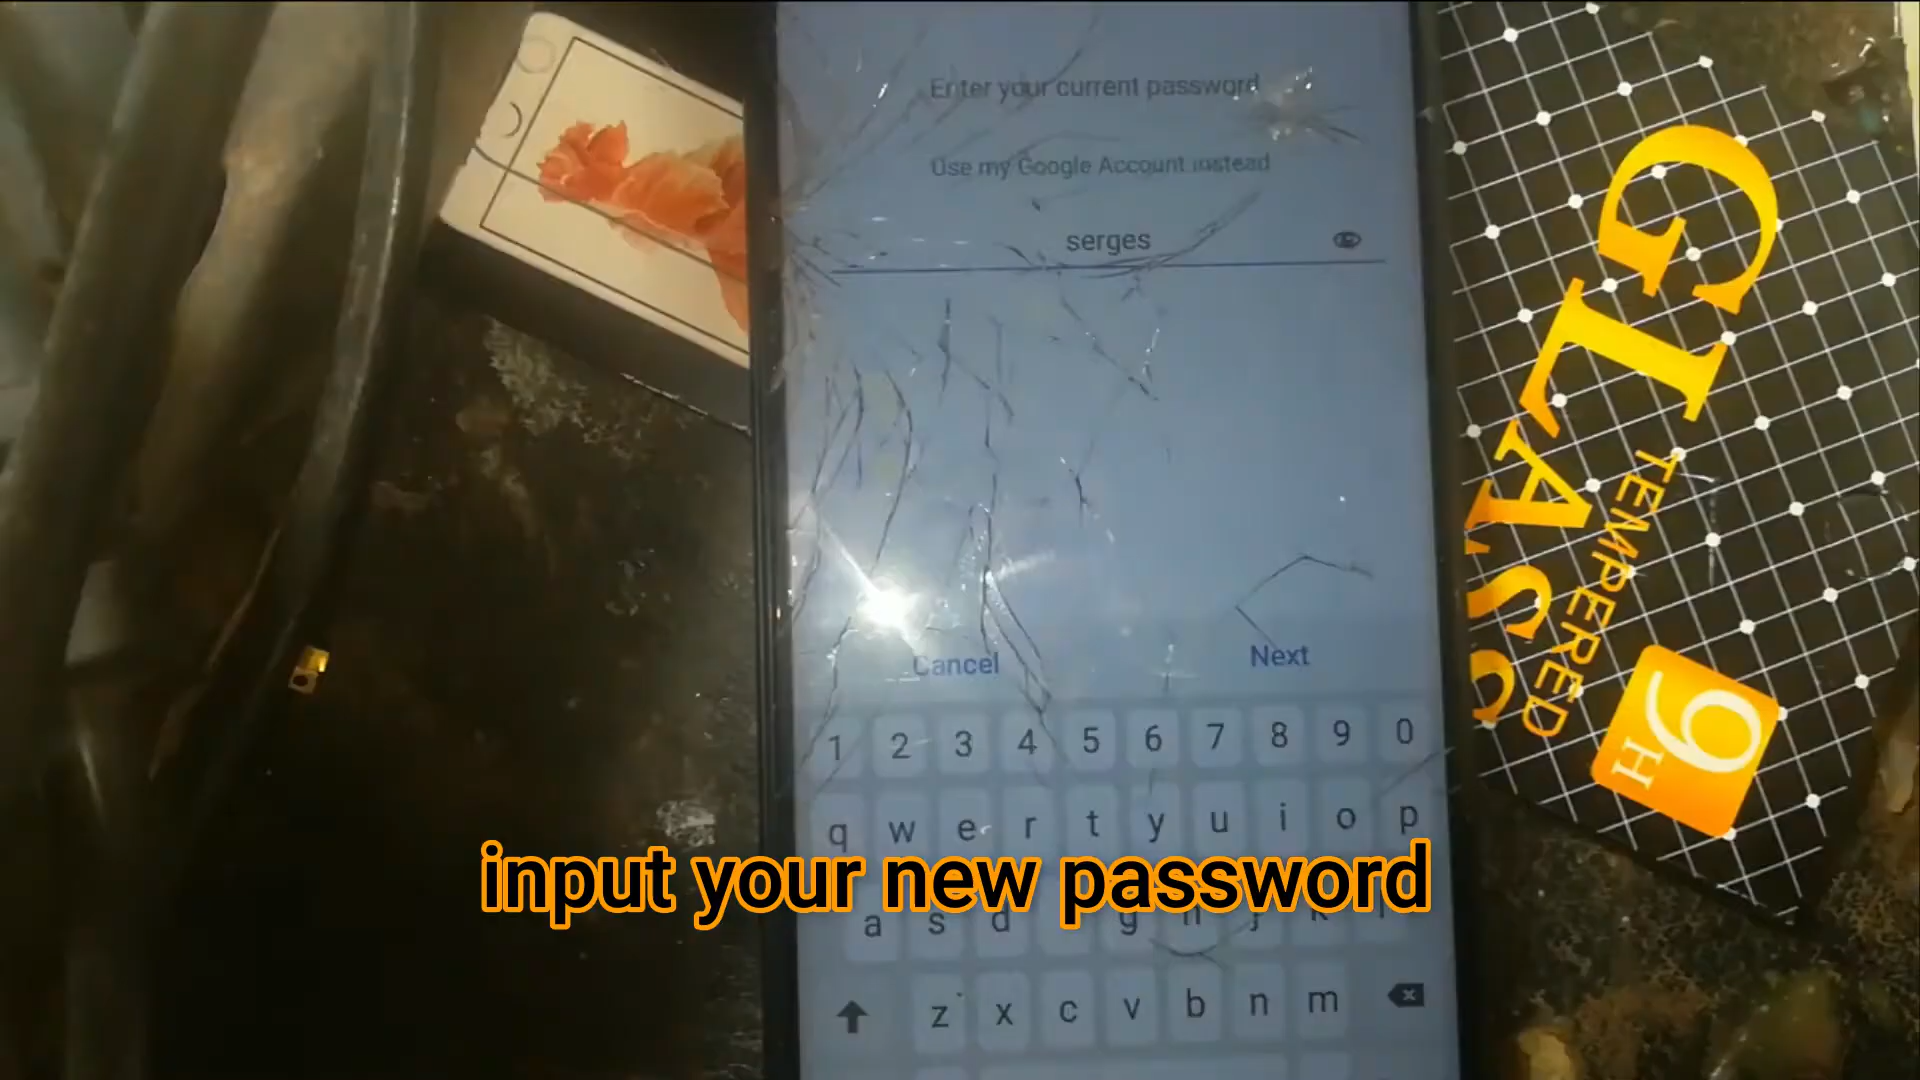 Enter your current password
Use my Google Account instead
serges
Cancel
Next
1 2 3 4 5 6 7 8 9 0
q w e r t y u i o p
input your new password
a s d g h j k l
z x c v b n m
GLASS
TEMPERED
9H